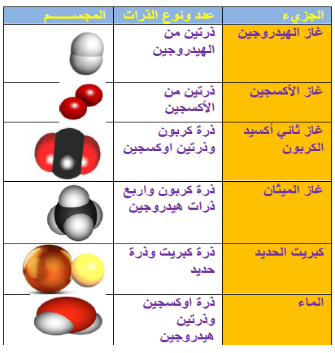 الجزيء عدد ونوع الذرات المجســـــم
غاز الهيدروجين ذرتين من
الهيدروجين
غاز الأكسجين ذرتين من
الأكسجين
غاز ثاني أكسيد ذرة كربون
الكربون وذرتين اوكسجين
غاز الميثان ذرة كربون واربع
ذرات هيدروجين
كبريت الحديد ذرة كبريت وذرة
حديد
الماء ذرة اوكسجين
وذرتين
هيدروجين